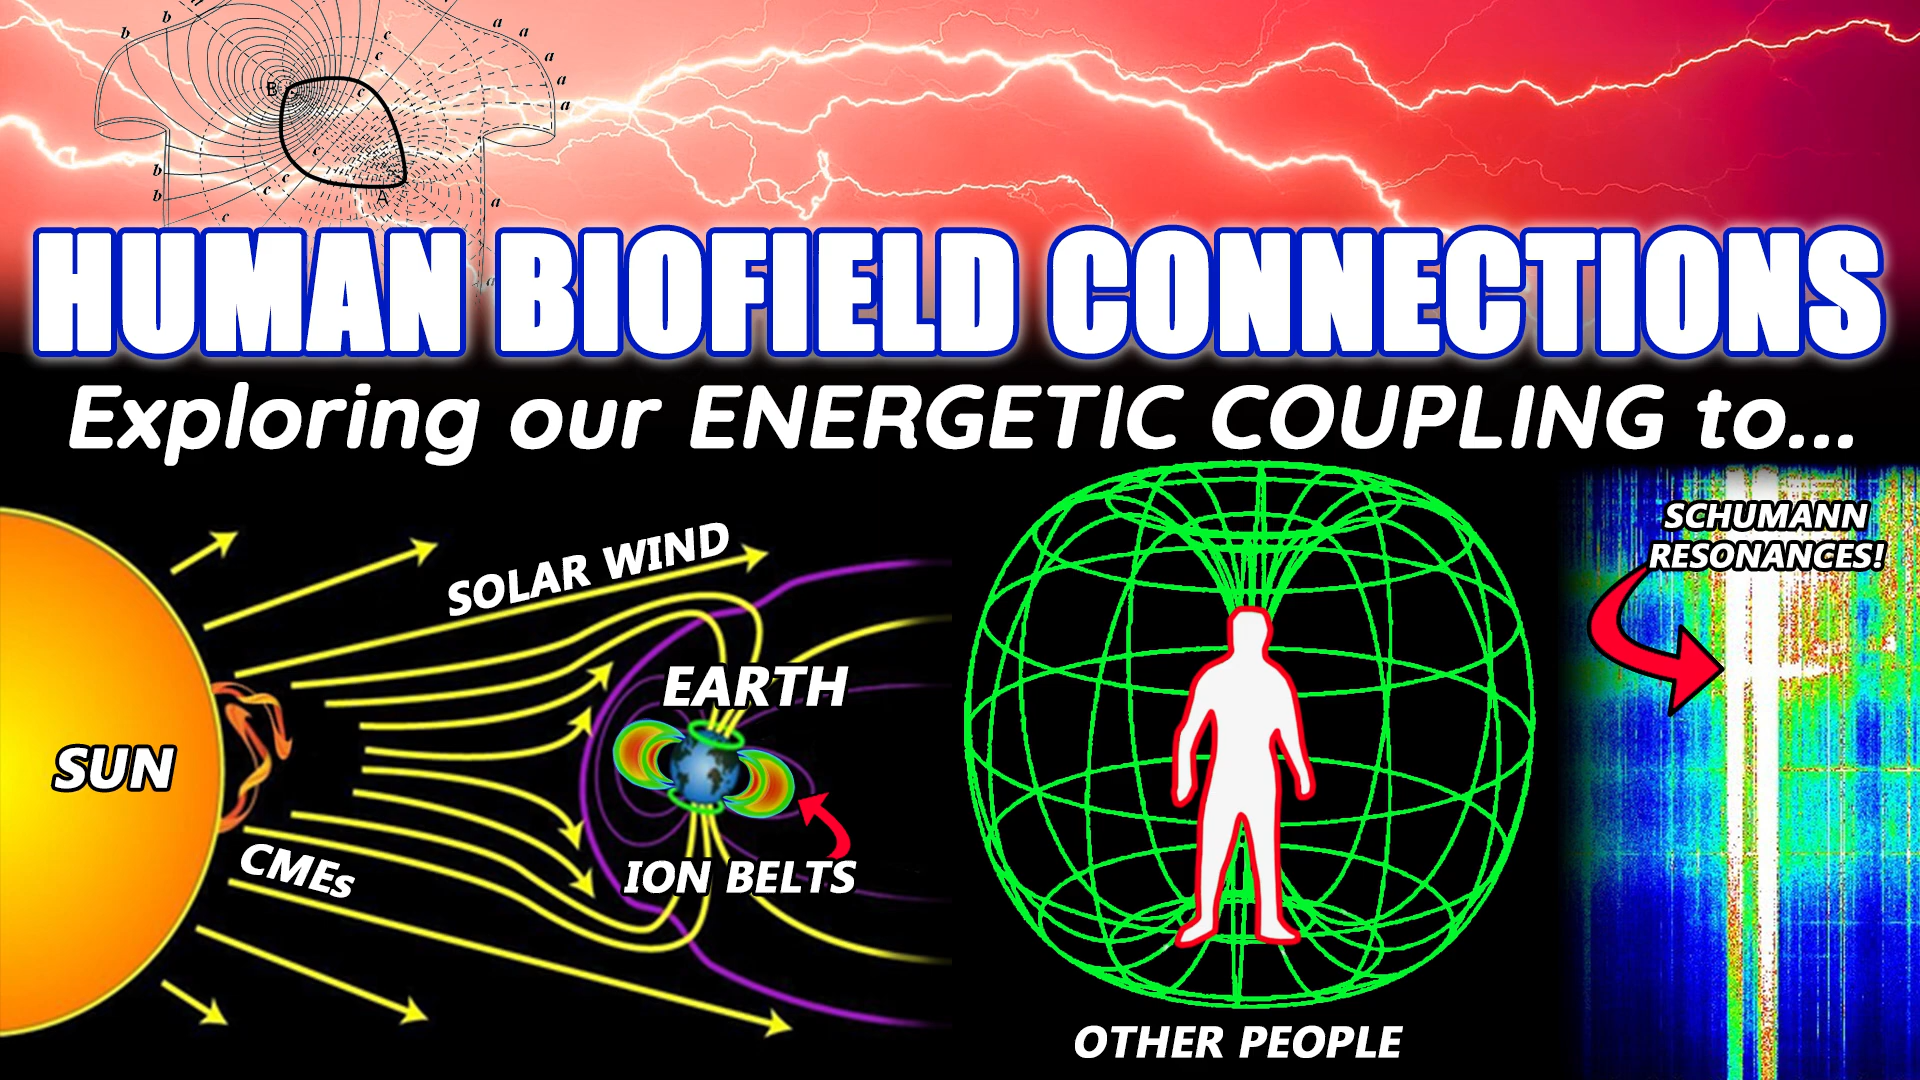 b
b
c
c
a
a
a
a
a
B
c
c
b
b
c
c
c
A
a
a
HUMAN BIOFIELD CONNECTIONS
Exploring our ENERGETIC COUPLING to...
SOLAR WIND
EARTH
SUN
CMEs
ION BELTS
OTHER PEOPLE
SCHUMANN
RESONANCES!